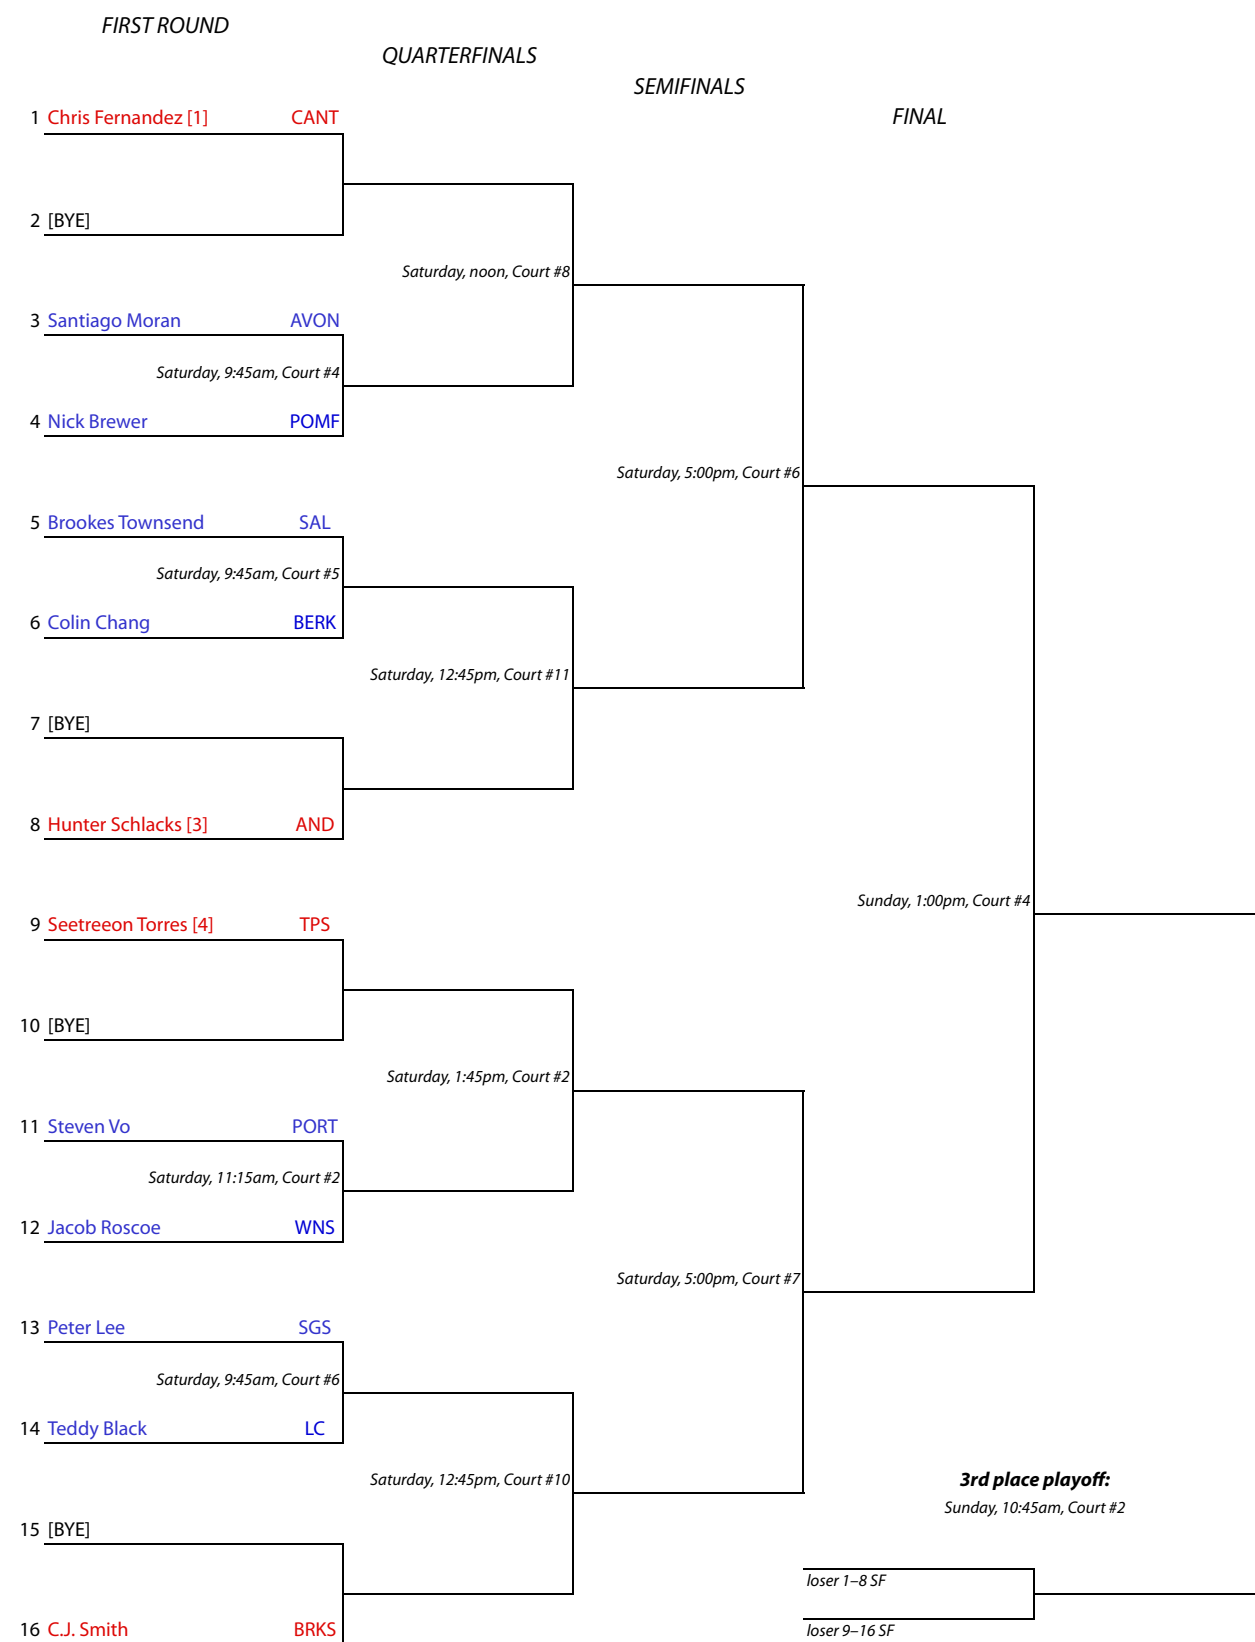 FIRST ROUND
QUARTERFINALS
SEMIFINALS
FINAL
1 Chris Fernandez [1] CANT
2 [BYE]
Saturday, noon, Court #8
3 Santiago Moran AVON
Saturday, 9:45am, Court #4
4 Nick Brewer POMF
Saturday, 5:00pm, Court #6
5 Brookes Townsend SAL
Saturday, 9:45am, Court #5
6 Colin Chang BERK
Saturday, 12:45pm, Court #11
7 [BYE]
8 Hunter Schlacks [3] AND
Sunday, 1:00pm, Court #4
9 Seetreeon Torres [4] TPS
10 [BYE]
Saturday, 1:45pm, Court #2
11 Steven Vo PORT
Saturday, 11:15am, Court #2
12 Jacob Roscoe WNS
Saturday, 5:00pm, Court #7
13 Peter Lee SGS
Saturday, 9:45am, Court #6
14 Teddy Black LC
Saturday, 12:45pm, Court #10
3rd place playoff:
Sunday, 10:45am, Court #2
15 [BYE]
loser 1–8 SF
16 C.J. Smith BRKS
loser 9–16 SF